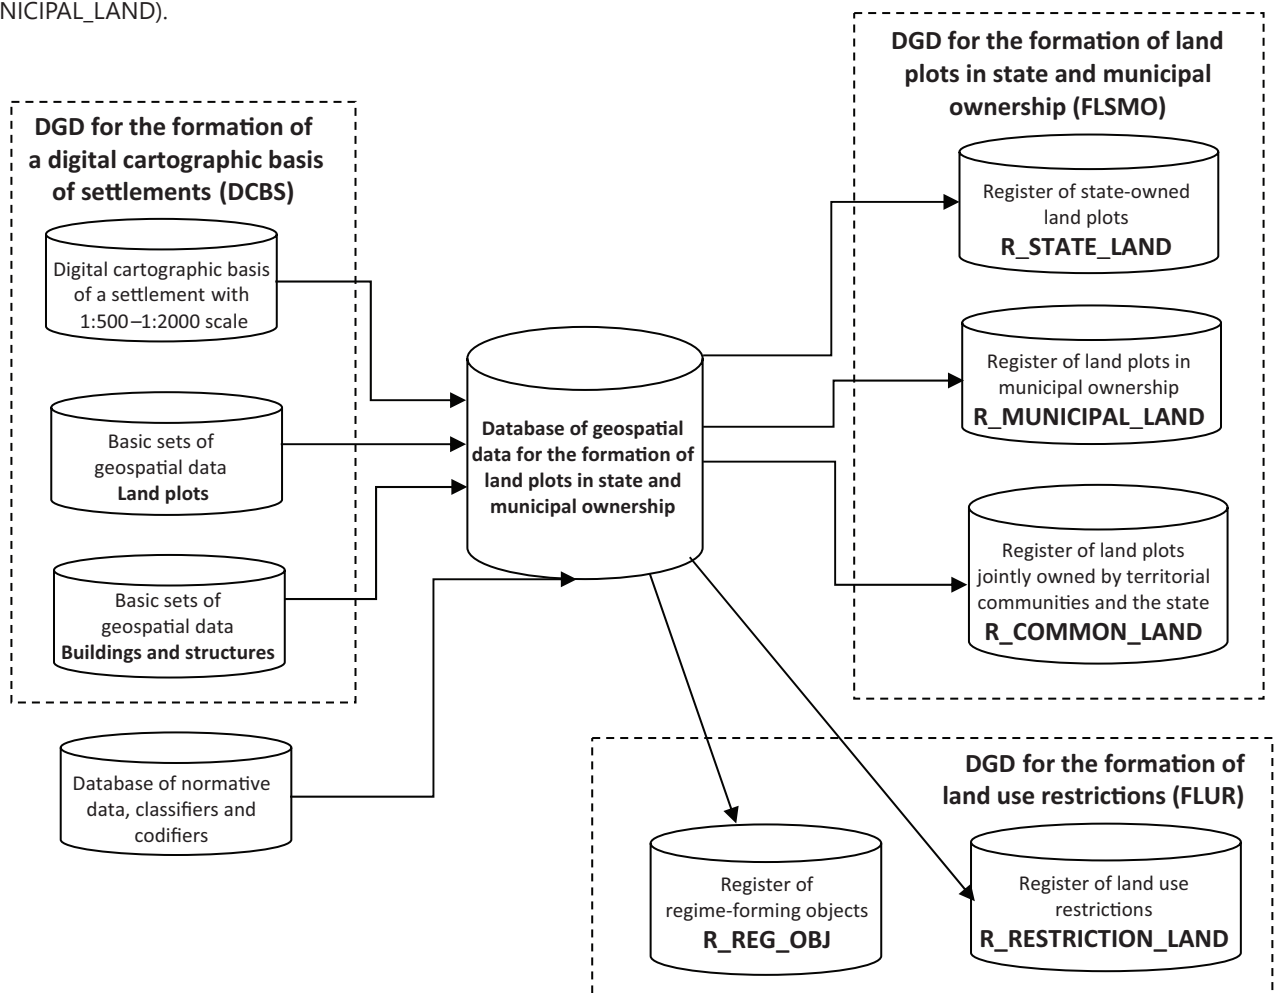 NICIPAL_LAND).
DGD for the formation of
a digital cartographic basis
of settlements (DCBS)
Digital cartographic basis
of a settlement with
1:500–1:2000 scale
Basic sets of
geospatial data
Land plots
Basic sets of
geospatial data
Buildings and structures
Database of normative
data, classifiers and
codifiers
Database of geospatial
data for the formation of
land plots in state and
municipal ownership
DGD for the formation of land
plots in state and municipal
ownership (FLSMO)
Register of state-owned
land plots
R_STATE_LAND
Register of land plots in
municipal ownership
R_MUNICIPAL_LAND
Register of land plots
jointly owned by territorial
communities and the state
R_COMMON_LAND
DGD for the formation of
land use restrictions (FLUR)
Register of
regime-forming objects
R_REG_OBJ
Register of land use
restrictions
R_RESTRICTION_LAND